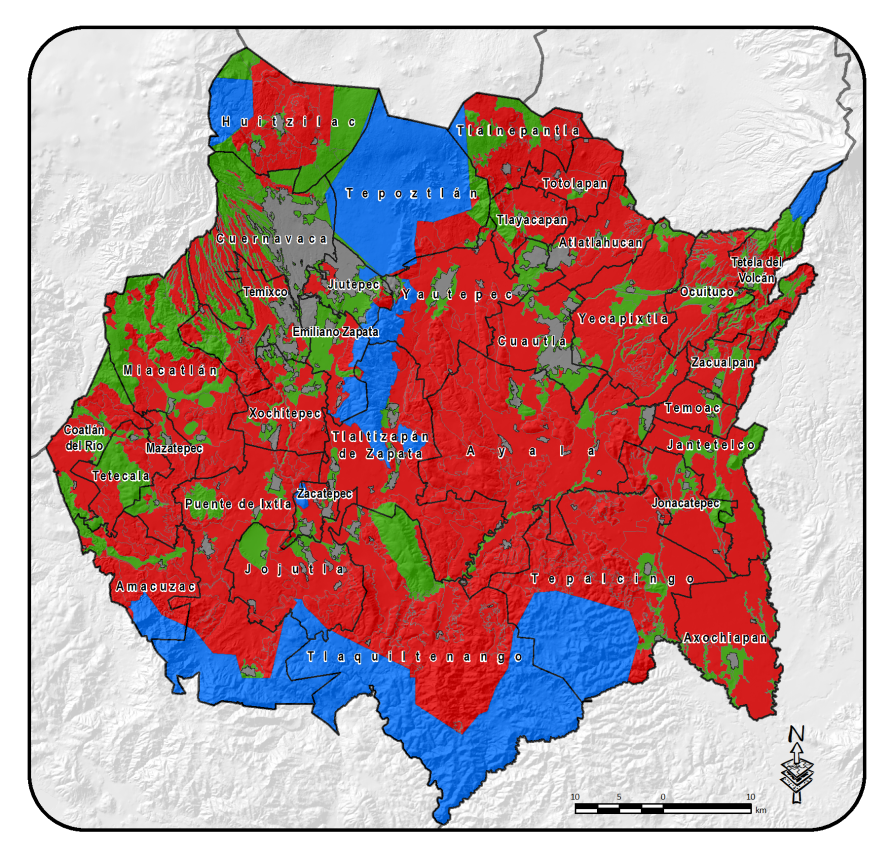 Huitzilac
Tlalnepantla
Totolapan
Tepoztlán
Tlayacapan
Cuernavaca
Atlatlahucan
Tetela del
Volcán
Jiutepec
Temixco
Yautepec
Ocuituco
Yecapixtla
Emiliano Zapata
Cuautla
Zacualpan
Miacatlán
Xochitepec
Temoac
Coatlán
del Río
Mazatepec
Tlaltizapán
de Zapata
Ayala
Jantetelco
Tetecala
Zacatepec
Puente de Ixtla
Jonacatepec
Jojutla
Tepalcingo
Amacuzac
Axochiapan
Tlaquiltenango
N
10 5 0 10
km